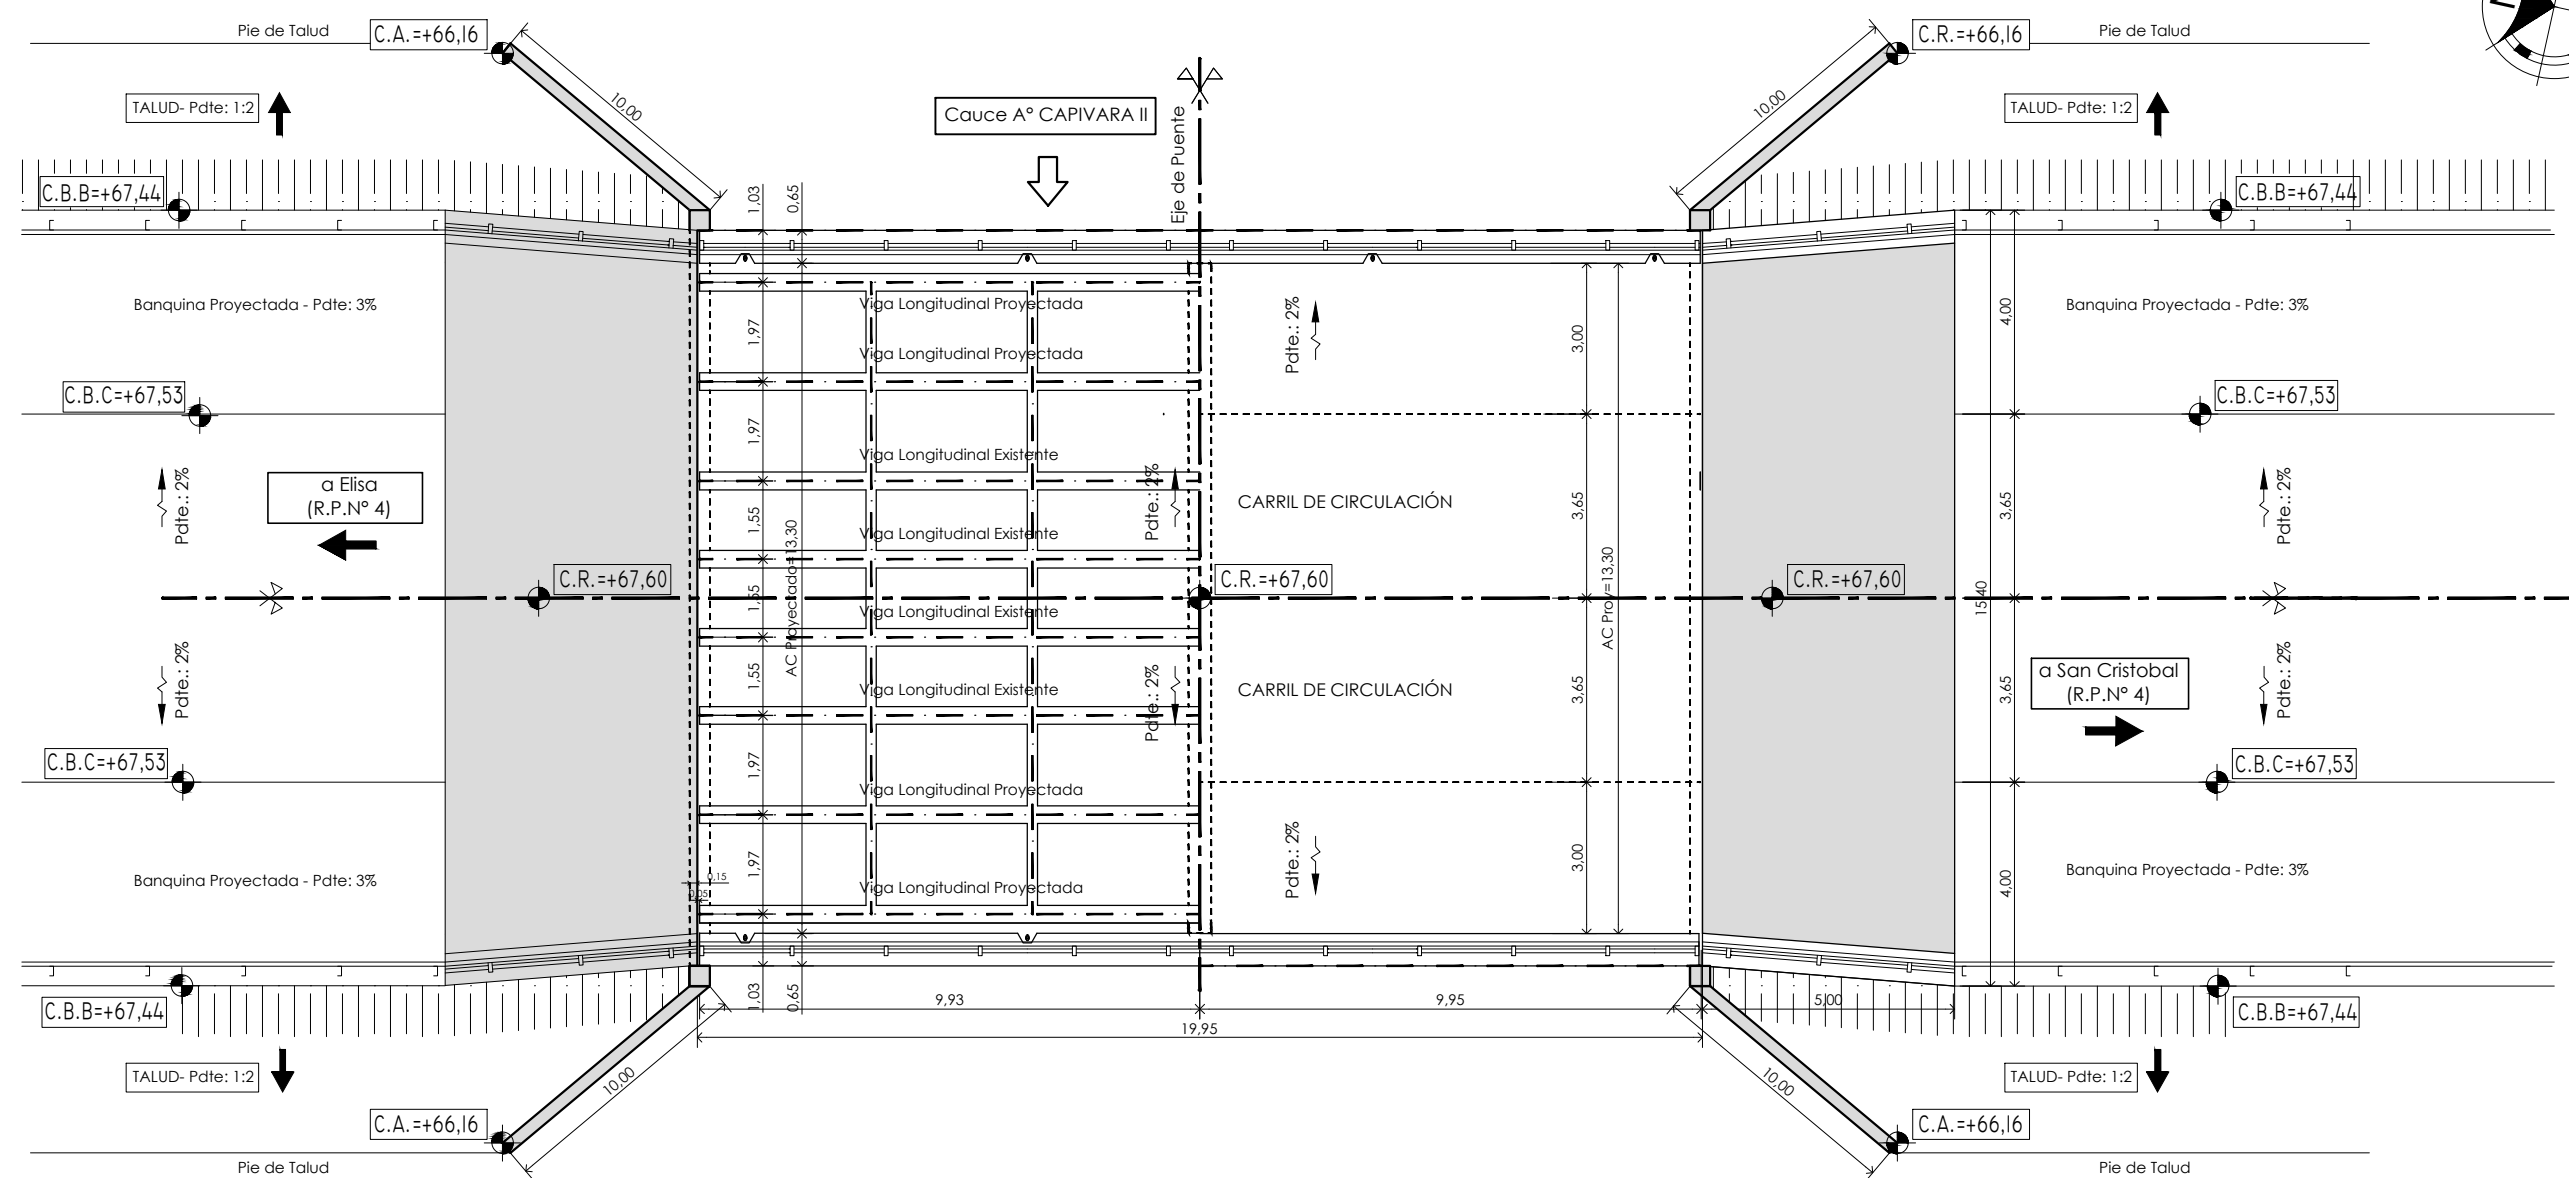 Pie de Talud
C.A.=+66,16
C.R.=+66,16
Pie de Talud
10,00
10,00
TALUD- Pdte: 1:2
Cauce A° CAPIVARA II
Eje de Puente
TALUD- Pdte: 1:2
C.B.B=+67,44
1,03
0,65
C.B.B=+67,44
Banquina Proyectada - Pdte: 3%
Viga Longitudinal Proyectada
Pdte.: 2%
4,00
Banquina Proyectada - Pdte: 3%
1,97
Viga Longitudinal Proyectada
3,00
C.B.C=+67,53
C.B.C=+67,53
1,97
Viga Longitudinal Existente
Pdte.: 2%
a Elisa
(R.P.N° 4)
Pdte.: 2%
CARRIL DE CIRCULACIÓN
3,65
3,65
Pdte.: 2%
1,55
Viga Longitudinal Existente
AC Proyectado=13,30
AC Proy=13,30
C.R.=+67,60
C.R.=+67,60
C.R.=+67,60
15,40
1,55
Viga Longitudinal Existente
Pdte.: 2%
1,55
Viga Longitudinal Existente
Pdte.: 2%
CARRIL DE CIRCULACIÓN
3,65
3,65
a San Cristobal
(R.P.N° 4)
Pdte.: 2%
C.B.C=+67,53
C.B.C=+67,53
1,97
Viga Longitudinal Proyectada
Banquina Proyectada - Pdte: 3%
0,15
0,05
1,97
Viga Longitudinal Proyectada
Pdte.: 2%
3,00
4,00
Banquina Proyectada - Pdte: 3%
C.B.B=+67,44
1,03
0,65
9,93
9,95
5,00
C.B.B=+67,44
19,95
TALUD- Pdte: 1:2
10,00
10,00
TALUD- Pdte: 1:2
C.A.=+66,16
C.A.=+66,16
Pie de Talud
Pie de Talud